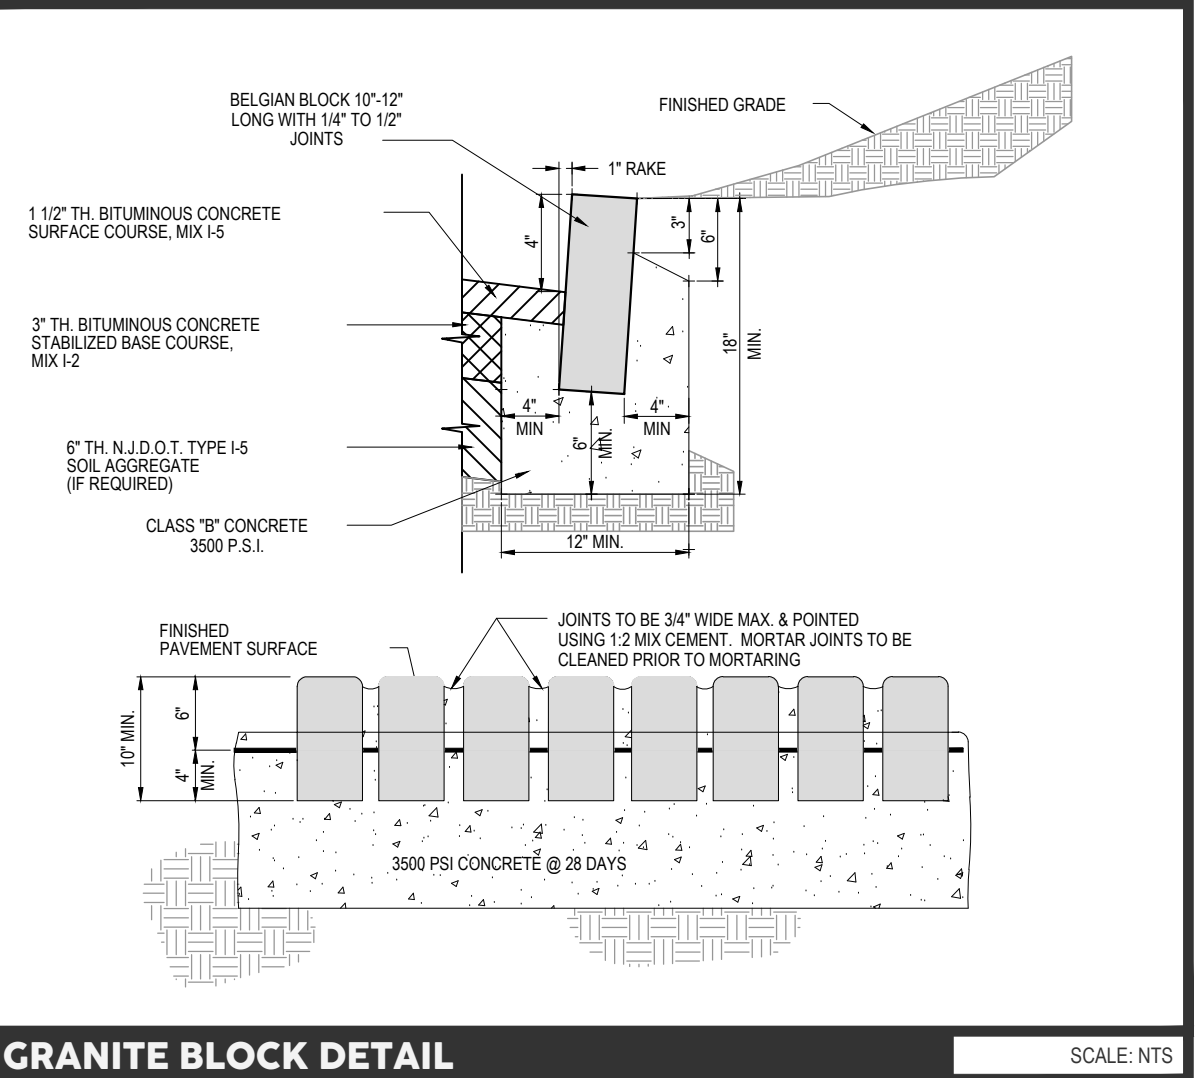 BELGIAN BLOCK 10"-12"
LONG WITH 1/4" TO 1/2"
JOINTS
FINISHED GRADE
1" RAKE
1 1/2" TH. BITUMINOUS CONCRETE
SURFACE COURSE, MIX I-5
4"
3"
6"
3" TH. BITUMINOUS CONCRETE
STABILIZED BASE COURSE,
MIX I-2
18"
MIN.
4"
MIN
6"
MIN.
4"
MIN
6" TH. N.J.D.O.T. TYPE I-5
SOIL AGGREGATE
(IF REQUIRED)
CLASS "B" CONCRETE
3500 P.S.I.
12" MIN.
FINISHED
PAVEMENT SURFACE
JOINTS TO BE 3/4" WIDE MAX. & POINTED
USING 1:2 MIX CEMENT.  MORTAR JOINTS TO BE
CLEANED PRIOR TO MORTARING
10" MIN.
6"
4"
MIN.
3500 PSI CONCRETE @ 28 DAYS
GRANITE BLOCK DETAIL
SCALE: NTS